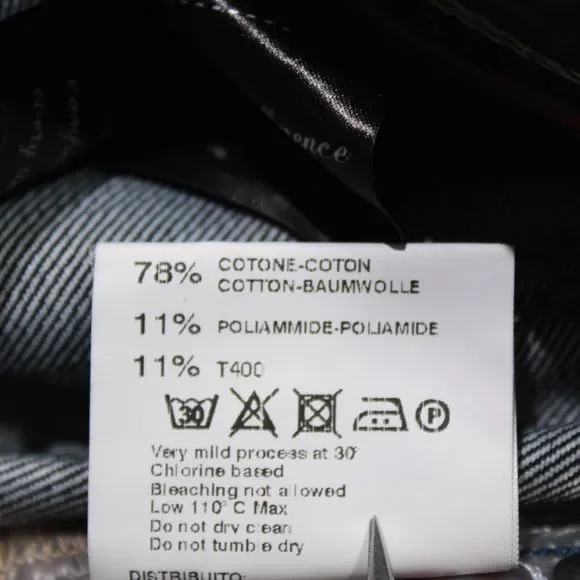 78% COTONE-COTON
COTTON-BAUMWOLLE
11% POLIAMMIDE-POLIAMIDE
11% T400
30 P
Very mild process at 30°
Chlorine based
Bleaching not allowed
Low 110° C Max
Do not dry clean
Do not tumble dry
DISTRIBUITO: